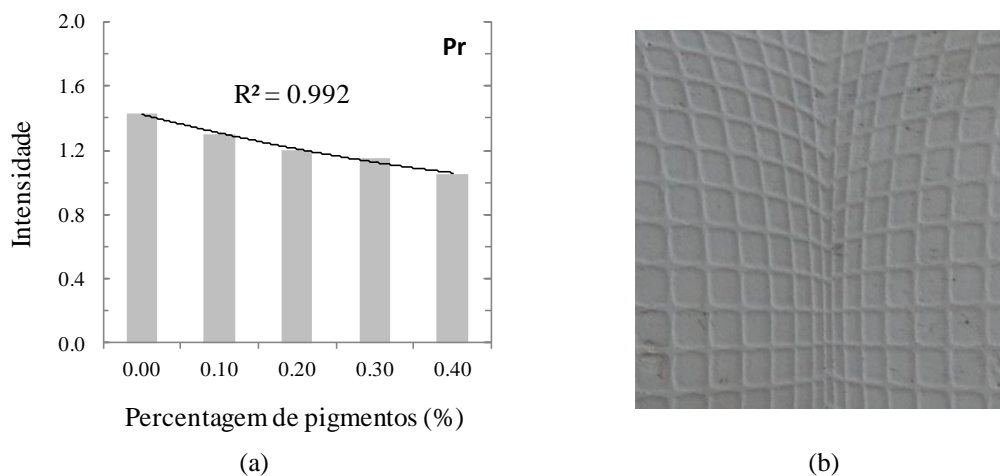 2.0
Pr
1.6
R² = 0.992
1.2
0.8
0.4
0.0
Intensidade
0.00 0.10 0.20 0.30 0.40
Percentagem de pigmentos (%)
(a) (b)